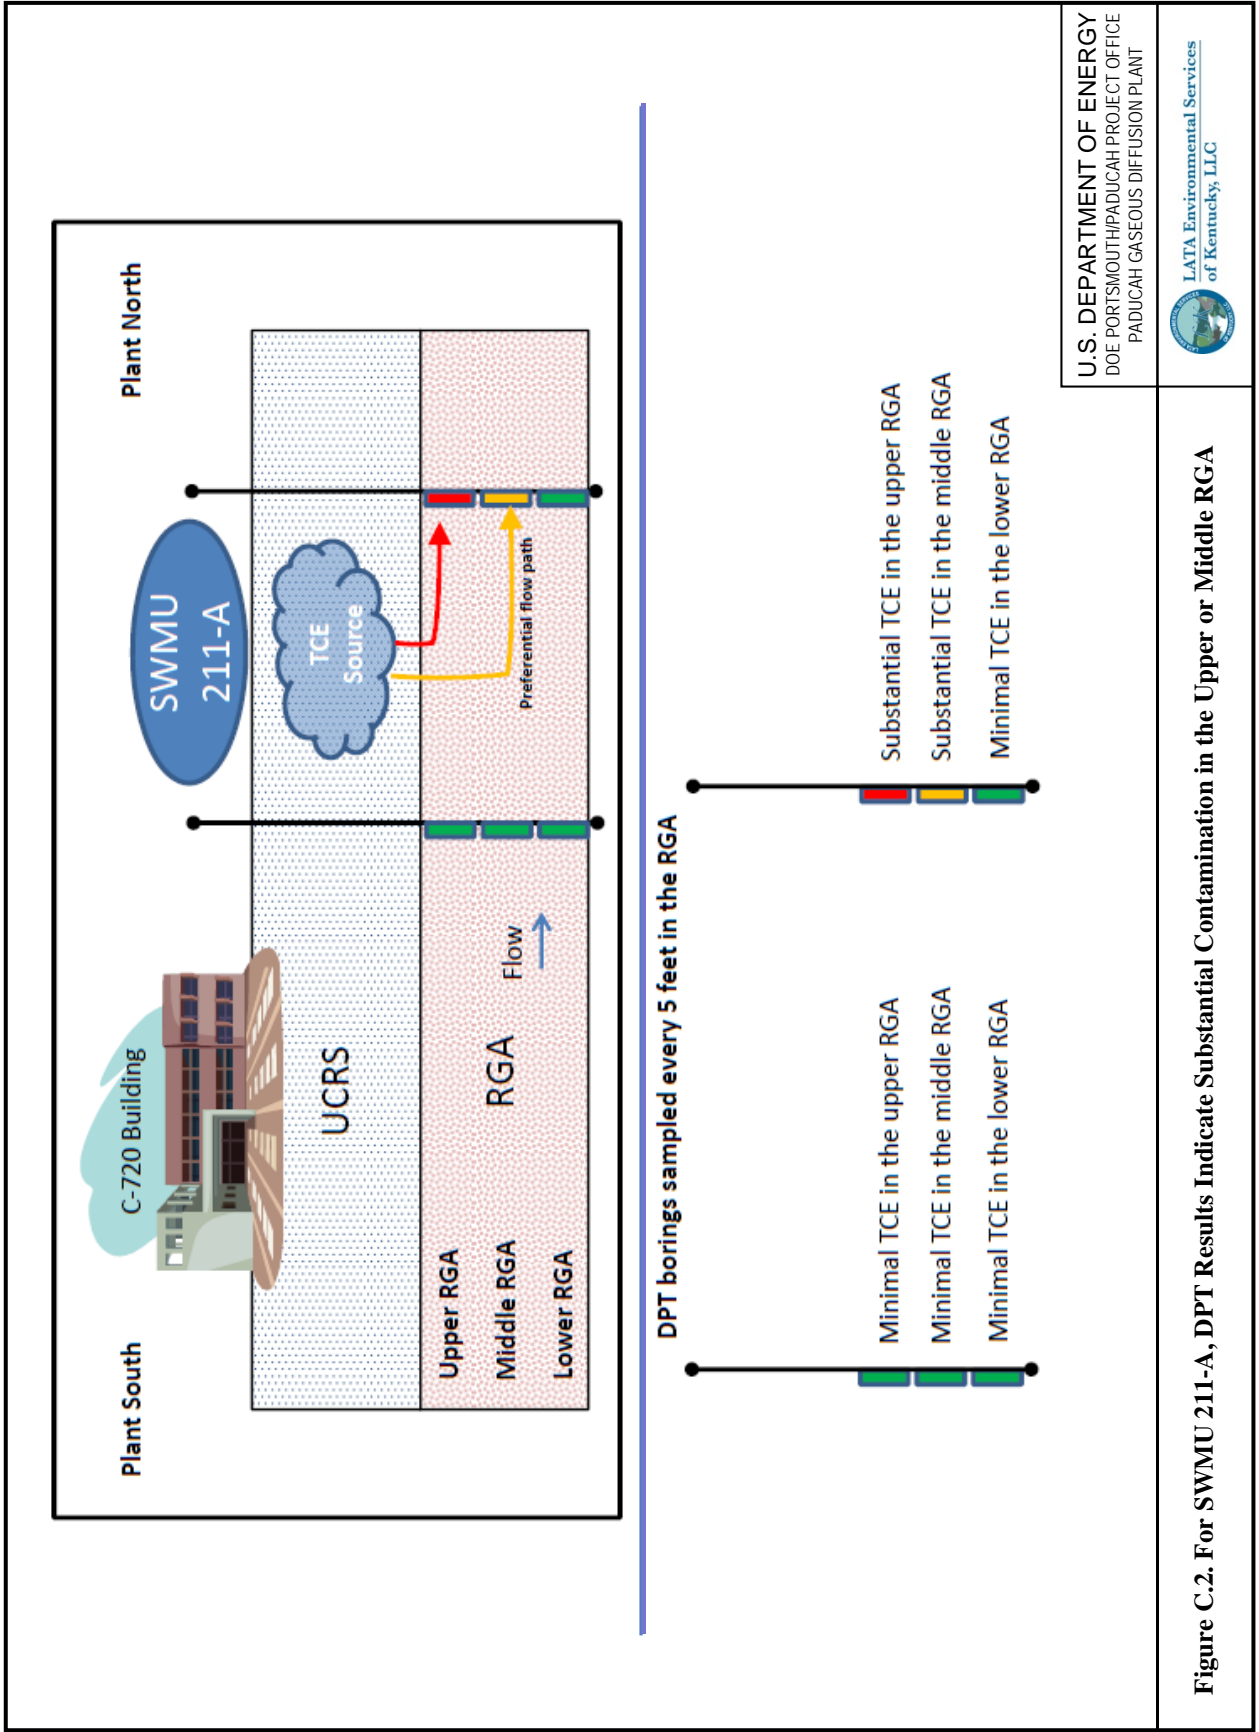 Plant South
C-720 Building
SWMU
211-A
Plant North
UCRS
TCE
Source
Upper RGA
Middle RGA
Lower RGA
RGA
Flow
Preferential flow path
DPT borings sampled every 5 feet in the RGA
Minimal TCE in the upper RGA
Minimal TCE in the middle RGA
Minimal TCE in the lower RGA
Substantial TCE in the upper RGA
Substantial TCE in the middle RGA
Minimal TCE in the lower RGA
U.S. DEPARTMENT OF ENERGY
DOE PORTSMOUTH/PADUCAH PROJECT OFFICE
PADUCAH GASEOUS DIFFUSION PLANT
LATA Environmental Services
of Kentucky, LLC
Figure C.2. For SWMU 211-A, DPT Results Indicate Substantial Contamination in the Upper or Middle RGA